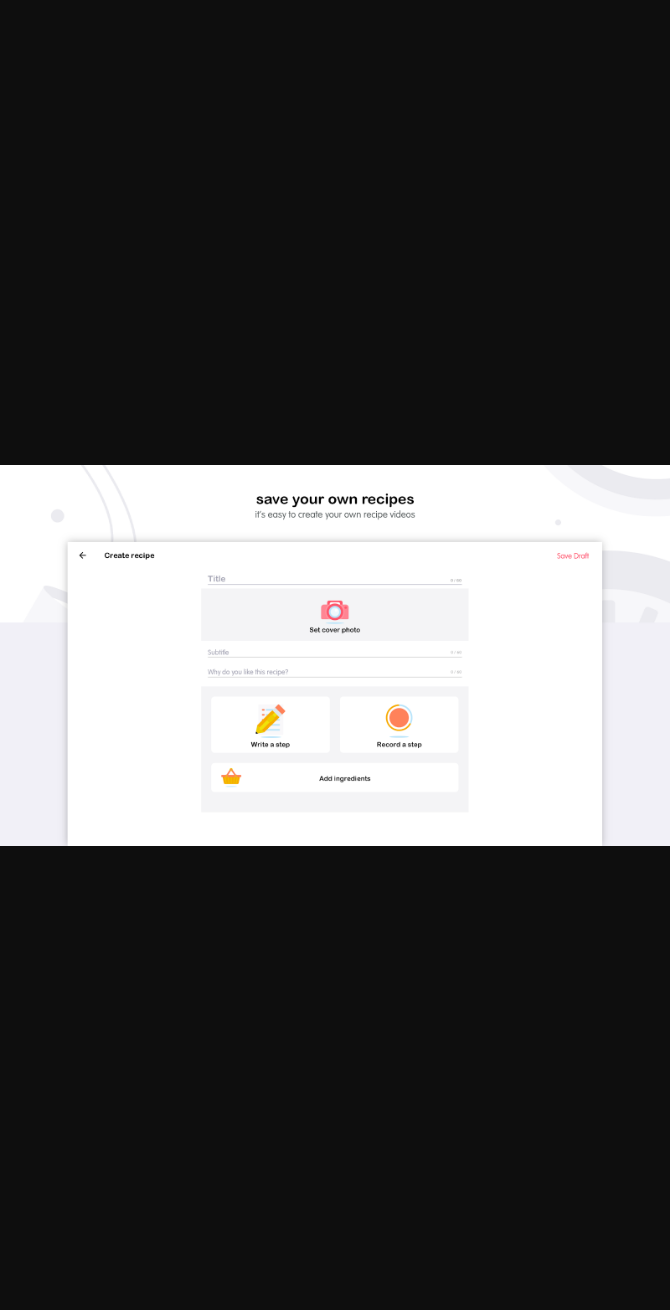 save your own recipes
it's easy to create your own recipe videos
Create recipe
Save Draft
Title
Set cover photo
Subtitle
Why do you like this recipe?
Write a step
Record a step
Add ingredients